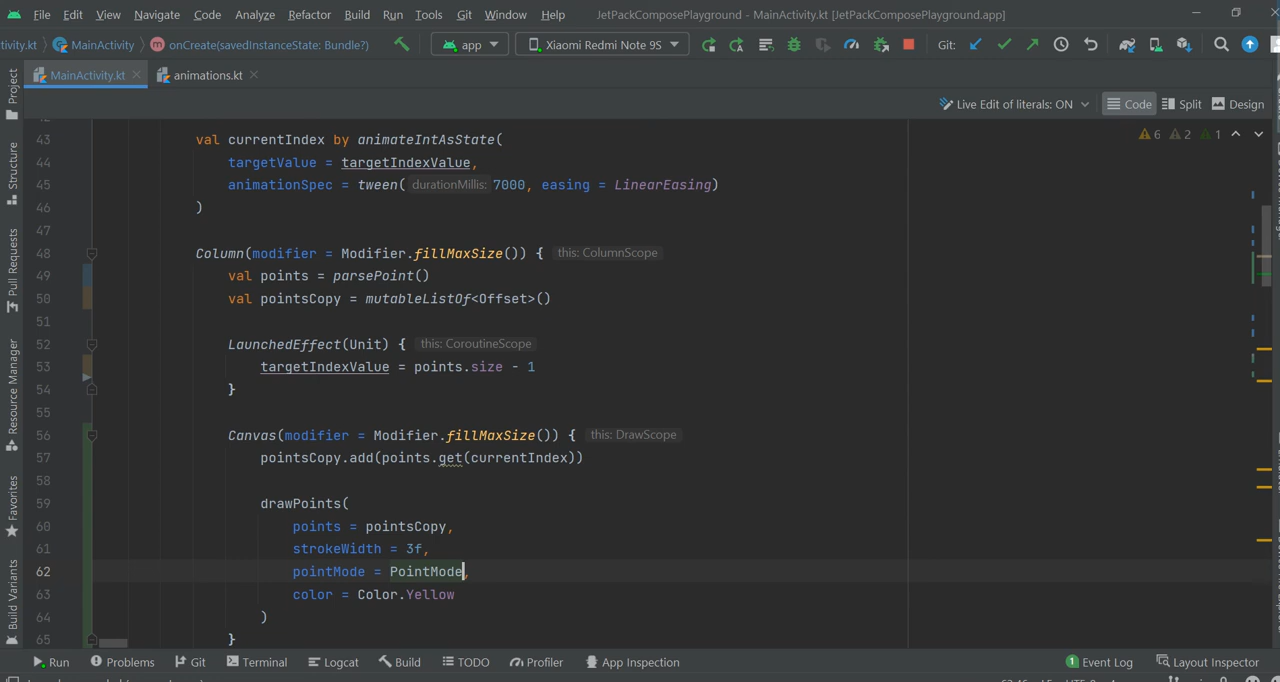 File Edit View Navigate Code Analyze Refactor Build Run Tools Git Window Help JetPackComposePlayground - MainActivity.kt [JetPackComposePlayground.app]
tivity.kt MainActivity onCreate(savedInstanceState: Bundle?) app Xiaomi Redmi Note 9S Git:
MainActivity.kt animations.kt
Live Edit of literals: ON Code Split Design
6 2 1
Project
Structure
Pull Requests
Resource Manager
Favorites
Build Variants
43 val currentIndex by animateIntAsState(
44 targetValue = targetIndexValue,
45 animationSpec = tween( durationMillis: 7000, easing = LinearEasing)
46 )
47
48 Column(modifier = Modifier.fillMaxSize()) { this: ColumnScope
49 val points = parsePoint()
50 val pointsCopy = mutableListOf<Offset>()
51
52 LaunchedEffect(Unit) { this: CoroutineScope
53 targetIndexValue = points.size - 1
54 }
55
56 Canvas(modifier = Modifier.fillMaxSize()) { this: DrawScope
57 pointsCopy.add(points.get(currentIndex))
58
59 drawPoints(
60 points = pointsCopy,
61 strokeWidth = 3f,
62 pointMode = PointMode,
63 color = Color.Yellow
64 )
65 }
Run Problems Git Terminal Logcat Build TODO Profiler App Inspection 1 Event Log Layout Inspector